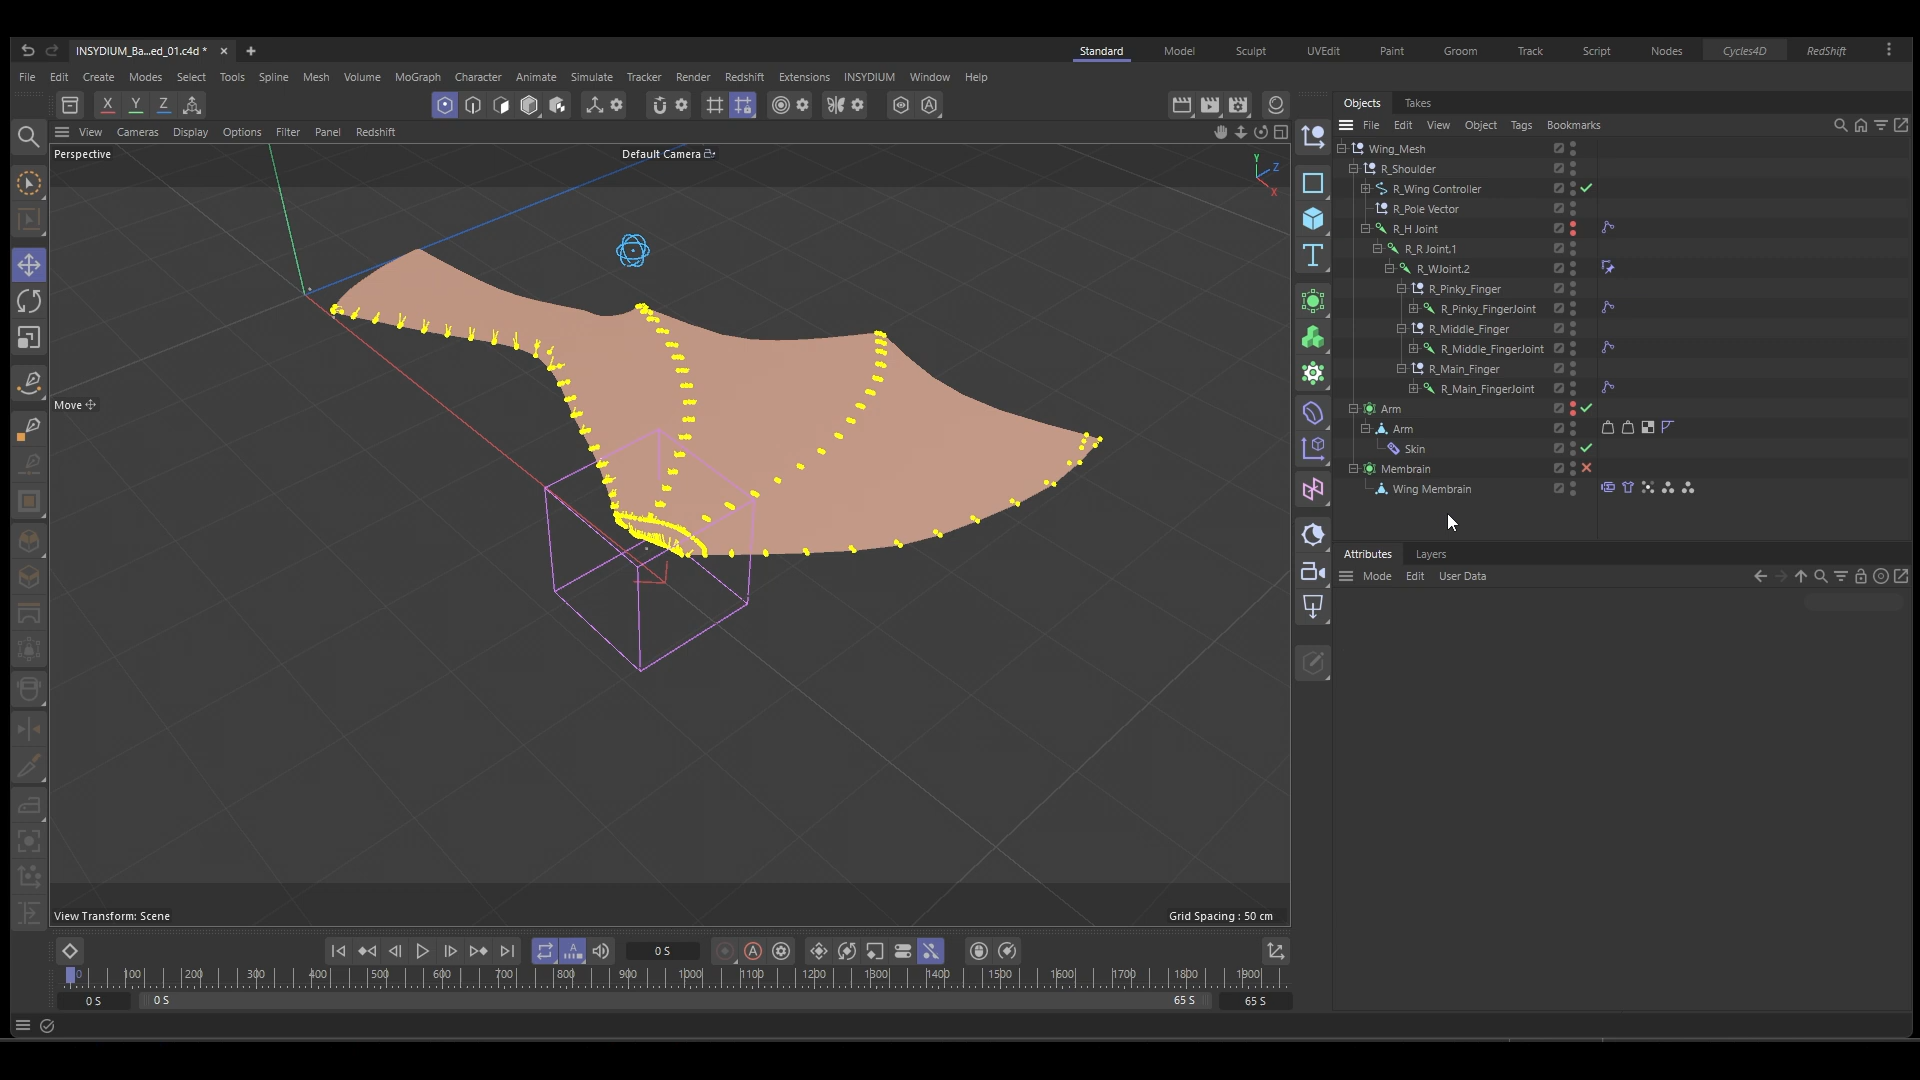 INSYDIUM_Ba...ed_01.c4d *
Standard Model Sculpt UVEdit Paint Groom Track Script Nodes Cycles4D RedShift
File Edit Create Modes Select Tools Spline Mesh Volume MoGraph Character Animate Simulate Tracker Render Redshift Extensions INSYDIUM Window Help
X Y Z
View Cameras Display Options Filter Panel Redshift
Perspective
Default Camera
Y
Z
X
Move
View Transform: Scene
Grid Spacing : 50 cm
Objects Takes
File Edit View Object Tags Bookmarks
Wing_Mesh
R_Shoulder
R_Wing Controller
R_Pole Vector
R_H Joint
R_R Joint.1
R_WJoint.2
R_Pinky_Finger
R_Pinky_FingerJoint
R_Middle_Finger
R_Middle_FingerJoint
R_Main_Finger
R_Main_FingerJoint
Arm
Arm
Skin
Membrain
Wing Membrain
Attributes Layers
Mode Edit User Data
0 S
0 100 200 300 400 500 600 700 800 900 1000 1100 1200 1300 1400 1500 1600 1700 1800 1900
0 S 0 S 65 S 65 S